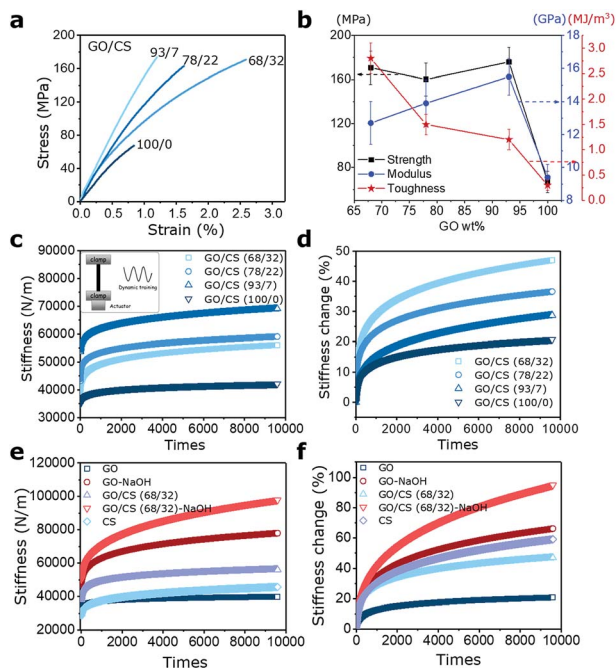 a
GO/CS
93/7
78/22
68/32
100/0
200
160
120
80
40
0
0.0 0.5 1.0 1.5 2.0 2.5 3.0
Stress (MPa)
Strain (%)
b
(MPa)
(GPa)
(MJ/m³)
200
160
120
80
18
16
14
12
10
8
3.0
2.5
2.0
1.5
1.0
0.5
0.0
Strength
Modulus
Toughness
65 70 75 80 85 90 95 100
GO wt%
c
90000
80000
70000
60000
50000
40000
30000
Stiffness (N/m)
clamp
clamp
Dynamic training
Actuator
GO/CS (68/32)
GO/CS (78/22)
GO/CS (93/7)
GO/CS (100/0)
0 2000 4000 6000 8000 10000
Times
d
50
40
30
20
10
0
Stiffness change (%)
GO/CS (68/32)
GO/CS (78/22)
GO/CS (93/7)
GO/CS (100/0)
0 2000 4000 6000 8000 10000
Times
e
120000
100000
80000
60000
40000
20000
Stiffness (N/m)
GO
GO-NaOH
GO/CS (68/32)
GO/CS (68/32)-NaOH
CS
0 2000 4000 6000 8000 10000
Times
f
100
80
60
40
20
0
Stiffness change (%)
GO
GO-NaOH
GO/CS (68/32)
GO/CS (68/32)-NaOH
CS
0 2000 4000 6000 8000 10000
Times